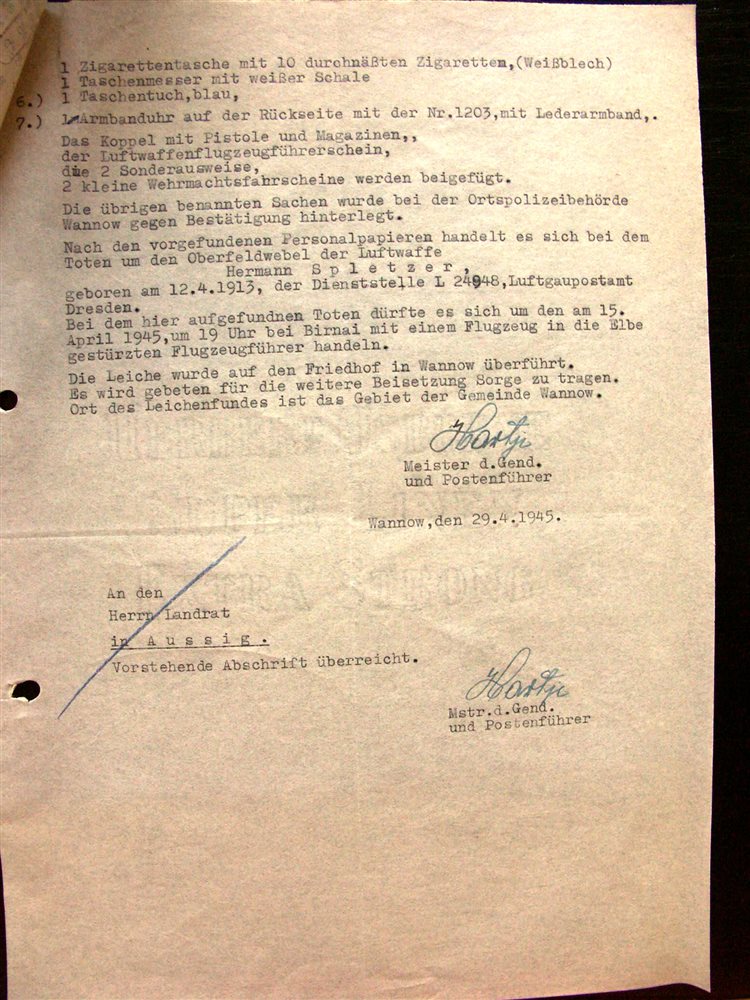 1 Zigarettentasche mit 10 durchnäßten Zigaretten,(Weißblech)
1 Taschenmesser mit weißer Schale
6.) 1 Taschentuch,blau,
7.) 1 Armbanduhr auf der Rückseite mit der Nr.1203,mit Lederarmband,.
Das Koppel mit Pistole und Magazinen,,
der Luftwaffenflugzeugführerschein,
die 2 Sonderausweise,
2 kleine Wehrmachtsfahrscheine werden beigefügt.
Die übrigen benannten Sachen wurde bei der Ortspolizeibehörde
Wannow gegen Bestätigung hinterlegt.
Nach den vorgefundenen Personalpapieren handelt es sich bei dem
Toten um den Oberfeldwebel der Luftwaffe
Hermann S p l e t z e r ,
geboren am 12.4.1913, der Dienststelle L 24948,Luftgaupostamt
Dresden.
Bei dem hier aufgefundnen Toten dürfte es sich um den am 15.
April 1945,um 19 Uhr bei Birnai mit einem Flugzeug in die Elbe
gestürzten Flugzeugführer handeln.
Die Leiche wurde auf den Friedhof in Wannow überführt.
Es wird gebeten für die weitere Beisetzung Sorge zu tragen.
Ort des Leichenfundes ist das Gebiet der Gemeinde Wannow.
Meister d.Gend.
und Postenführer
Wannow,den 29.4.1945.
An den
Herrn Landrat
in A u s s i g .
Vorstehende Abschrift überreicht.
Mstr.d.Gend.
und Postenführer